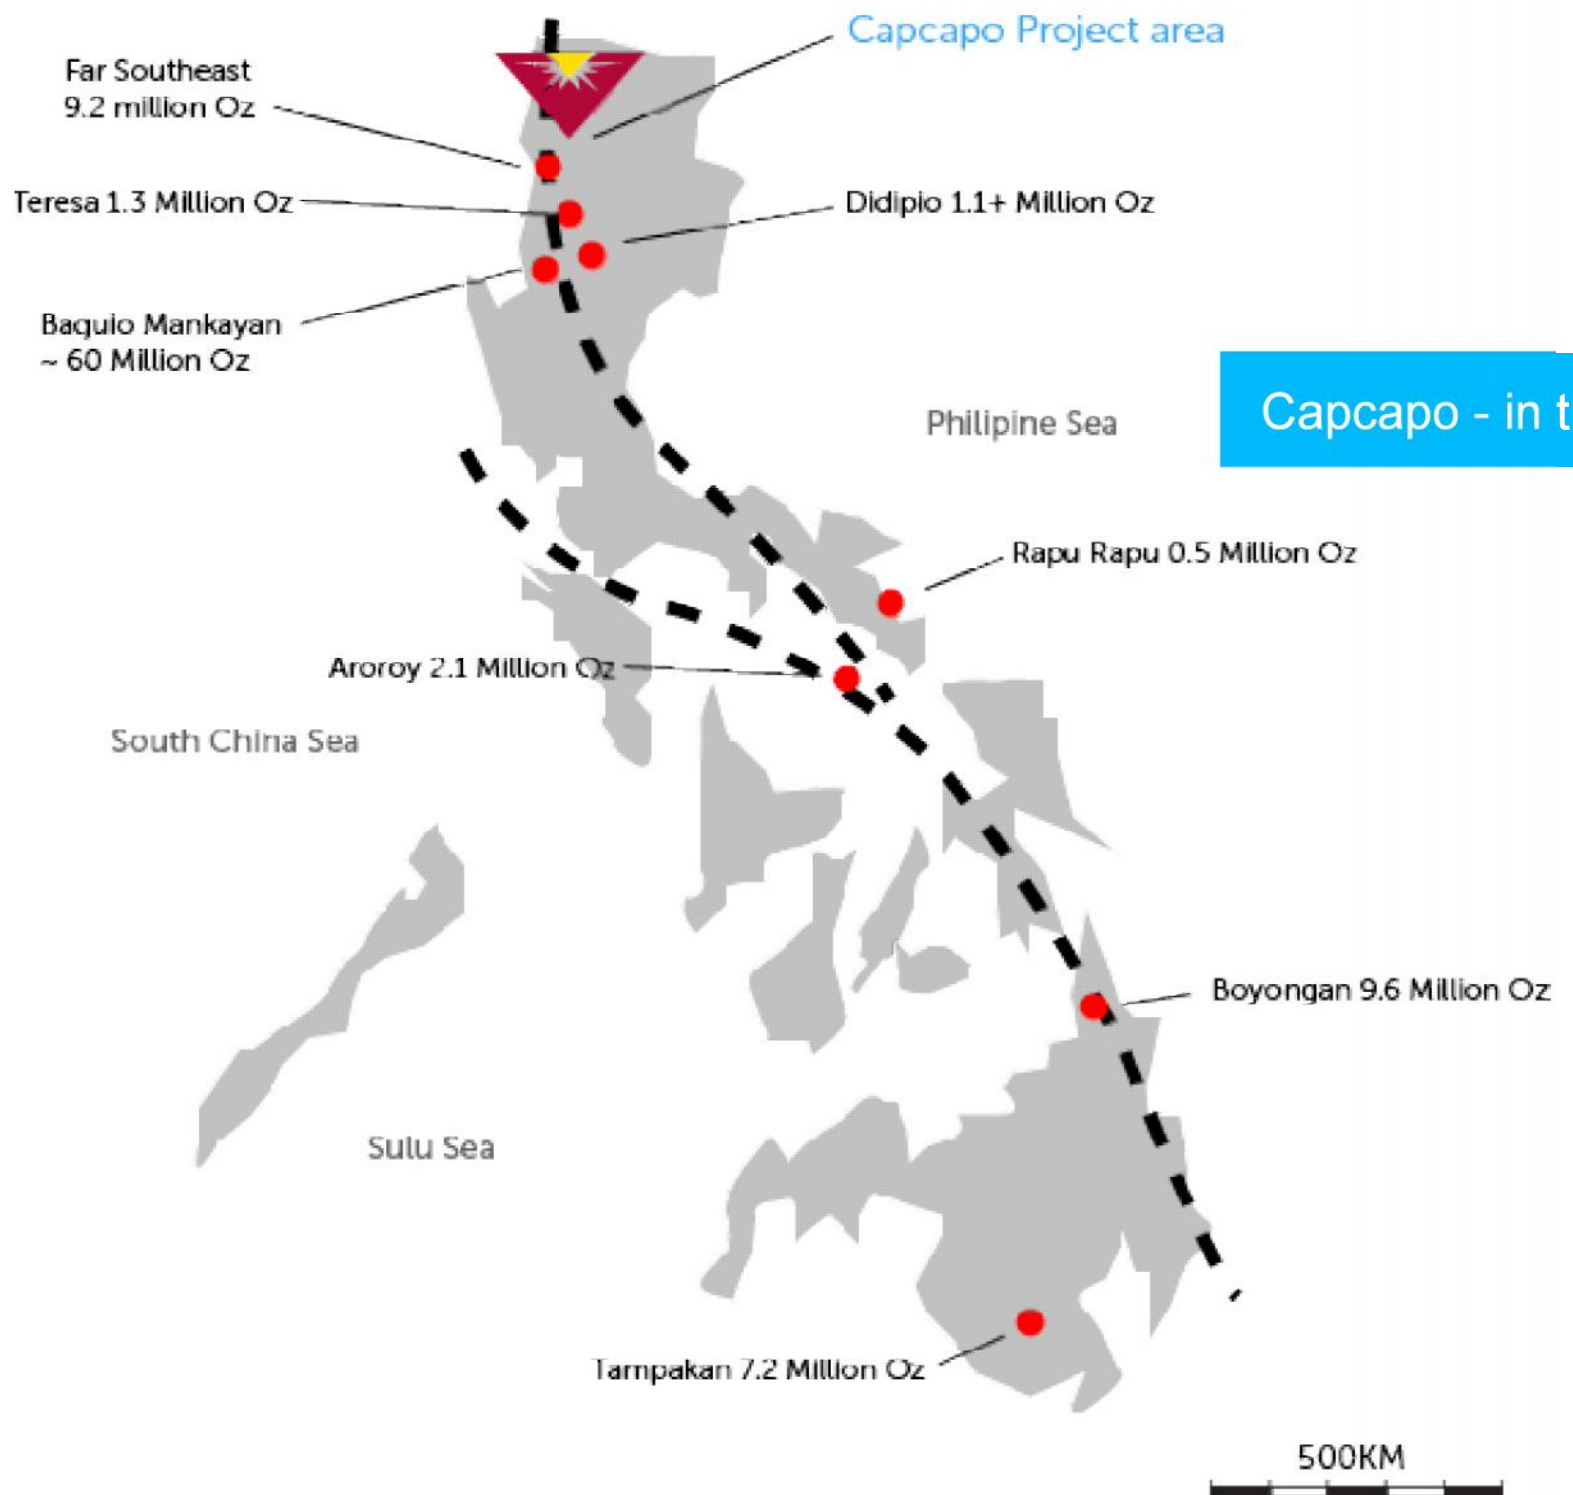 Capcapo Project area
Far Southeast
9.2 million Oz
Teresa 1.3 Million Oz
Didipio 1.1+ Million Oz
Baguio Mankayan
~ 60 Million Oz
Philipine Sea
Capcapo - in t
Rapu Rapu 0.5 Million Oz
Aroroy 2.1 Million Oz
South China Sea
Boyongan 9.6 Million Oz
Sulu Sea
Tampakan 7.2 Million Oz
500KM